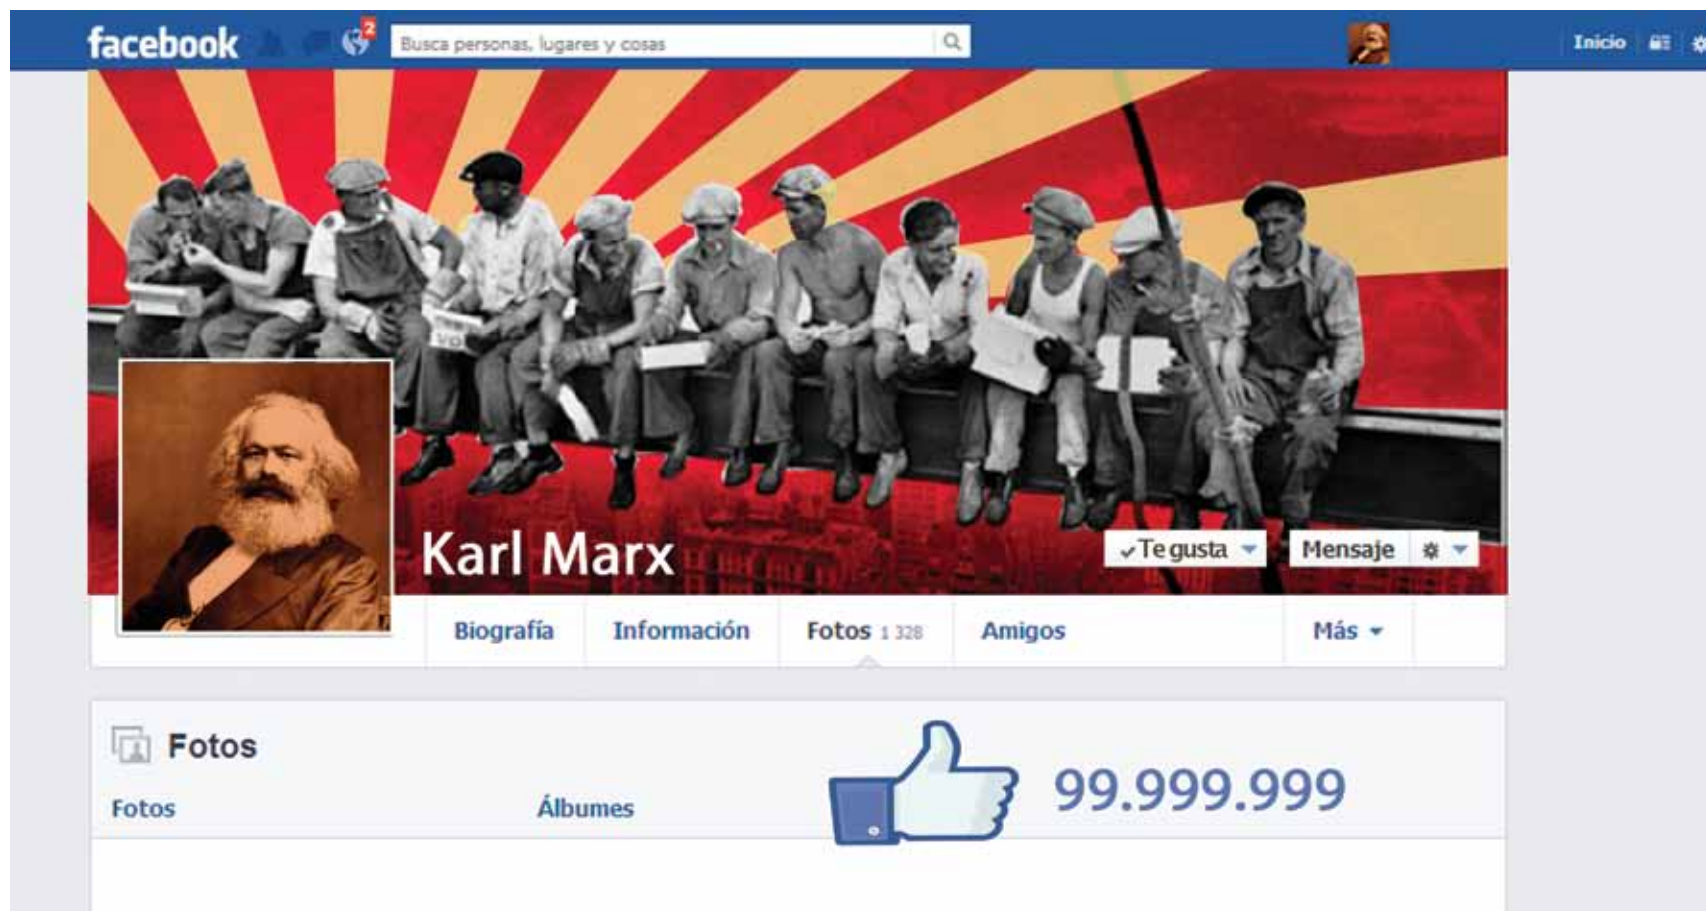 facebook 2 Busca personas, lugares y cosas Inicio
Karl Marx
Te gusta Mensaje
Biografía Información Fotos 1 328 Amigos Más
Fotos
99.999.999
Fotos Álbumes